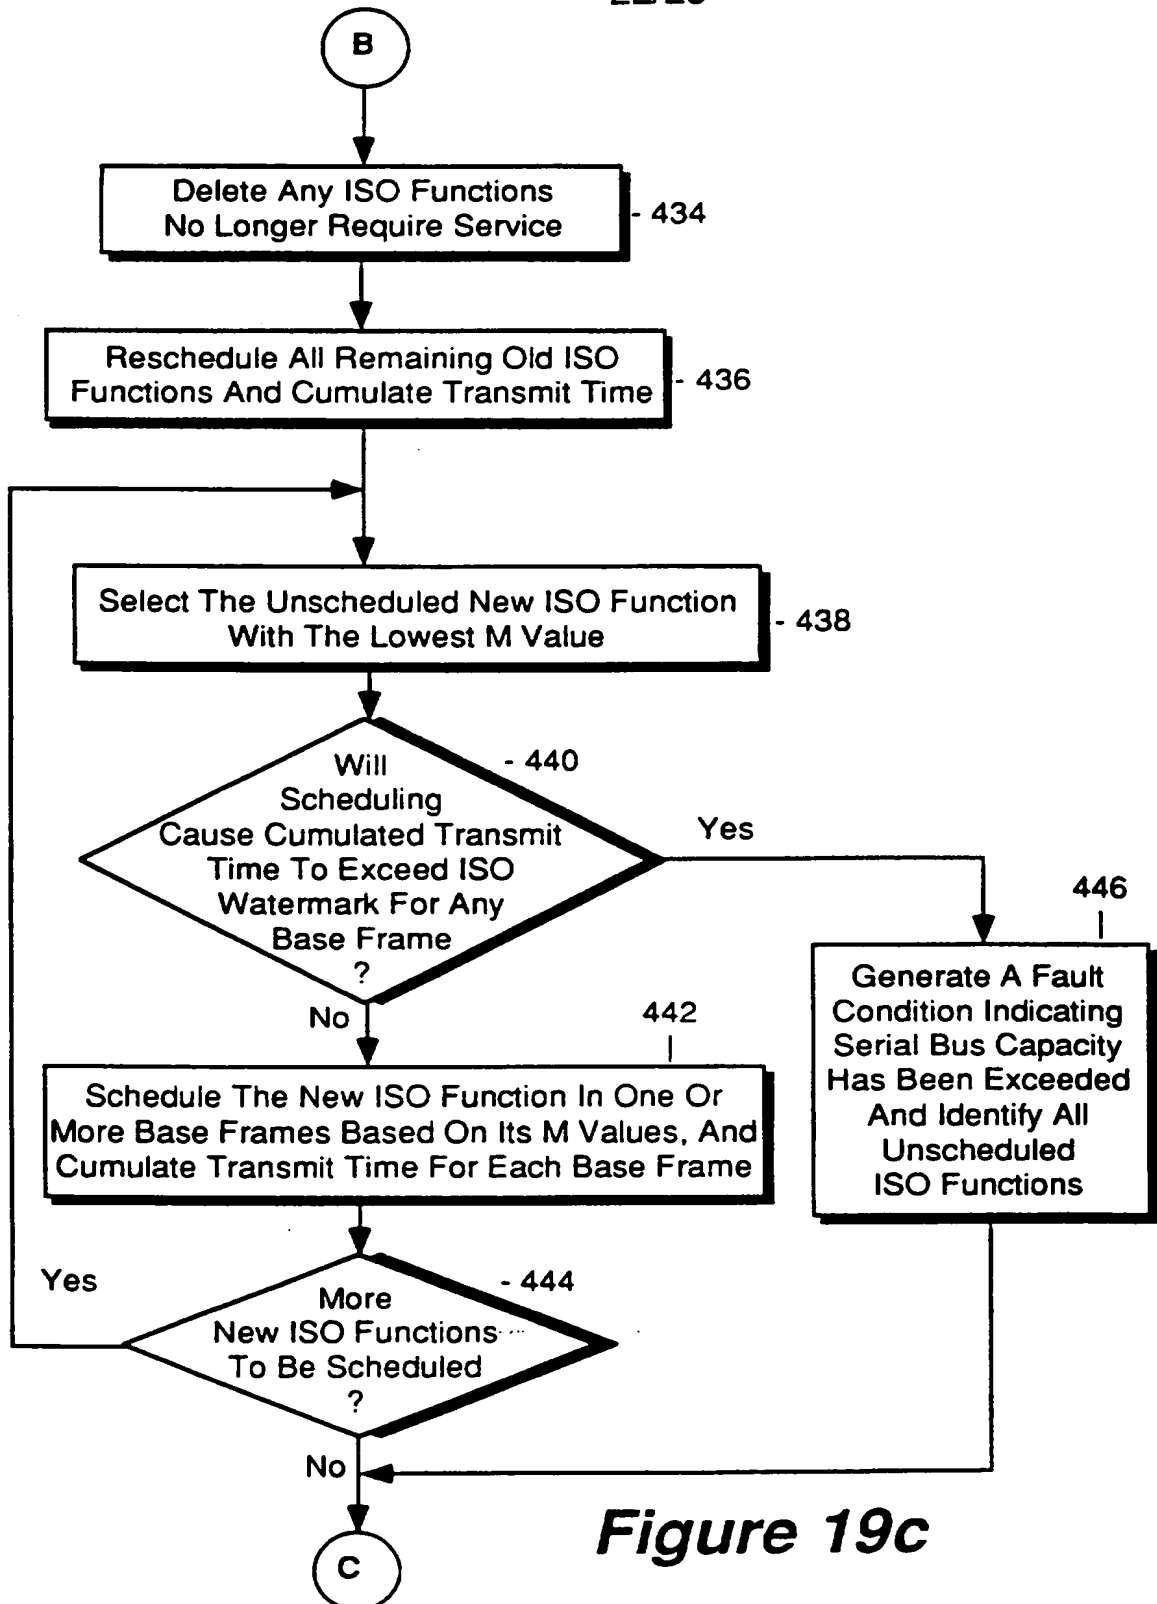 B
Delete Any ISO Functions
No Longer Require Service
- 434
Reschedule All Remaining Old ISO
Functions And Cumulate Transmit Time
- 436
Select The Unscheduled New ISO Function
With The Lowest M Value
- 438
Will
Scheduling
Cause Cumulated Transmit
Time To Exceed ISO
Watermark For Any
Base Frame
?
- 440
Yes
446
Generate A Fault
Condition Indicating
Serial Bus Capacity
Has Been Exceeded
And Identify All
Unscheduled
ISO Functions
No
442
Schedule The New ISO Function In One Or
More Base Frames Based On Its M Values, And
Cumulate Transmit Time For Each Base Frame
Yes
- 444
More
New ISO Functions
To Be Scheduled
?
No
C
Figure 19c